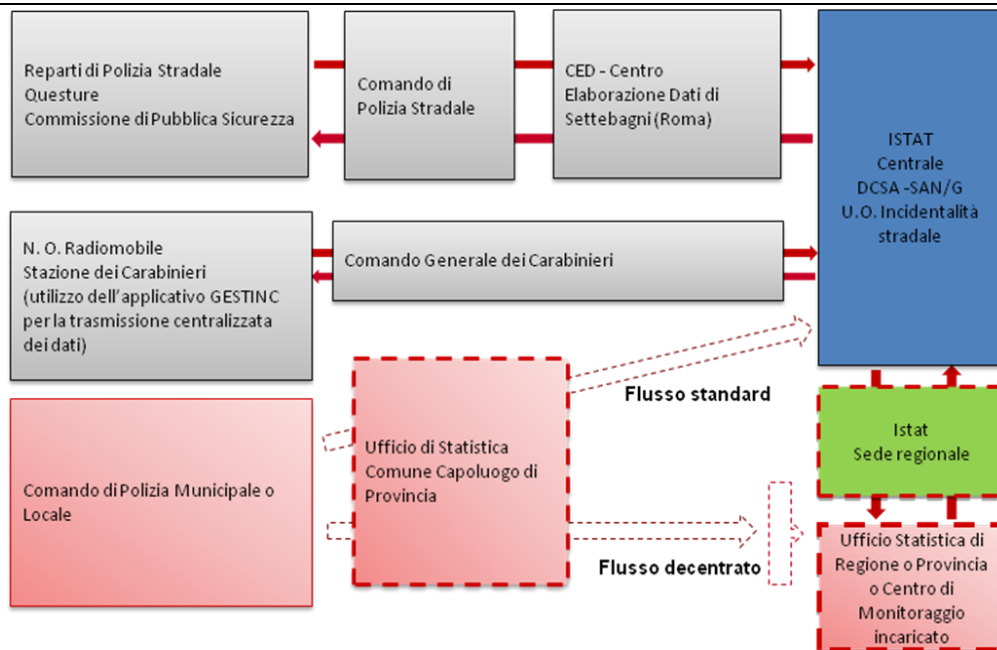 Reparti di Polizia Stradale
Questure
Commissione di Pubblica Sicurezza
Comando di
Polizia Stradale
CED - Centro
Elaborazione Dati di
Settebagni (Roma)
ISTAT
Centrale
DCSA -SAN/G
U.O. Incidentalità
stradale
N. O. Radiomobile
Stazione dei Carabinieri
(utilizzo dell'applicativo GESTINC
per la trasmissione centralizzata
dei dati)
Comando Generale dei Carabinieri
Flusso standard
Ufficio di Statistica
Comune Capoluogo di
Provincia
Istat
Sede regionale
Comando di Polizia Municipale o
Locale
Flusso decentrato
Ufficio Statistica di
Regione o Provincia
o Centro di
Monitoraggio
incaricato